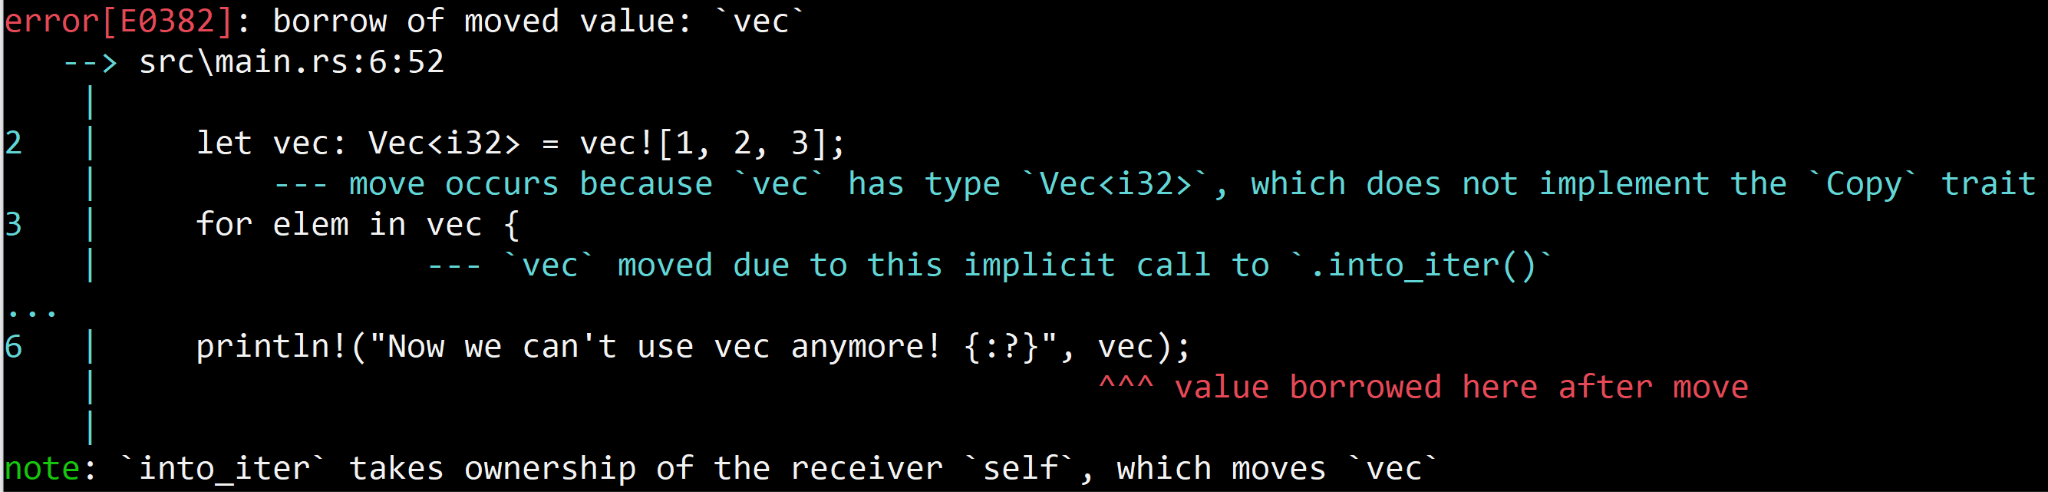 error[E0382]: borrow of moved value: `vec`
   --> src\main.rs:6:52
    |
2   |     let vec: Vec<i32> = vec![1, 2, 3];
    |         --- move occurs because `vec` has type `Vec<i32>`, which does not implement the `Copy` trait
3   |     for elem in vec {
    |                 --- `vec` moved due to this implicit call to `.into_iter()`
...
6   |     println!("Now we can't use vec anymore! {:?}", vec);
    |                                                    ^^^ value borrowed here after move
    |
note: `into_iter` takes ownership of the receiver `self`, which moves `vec`